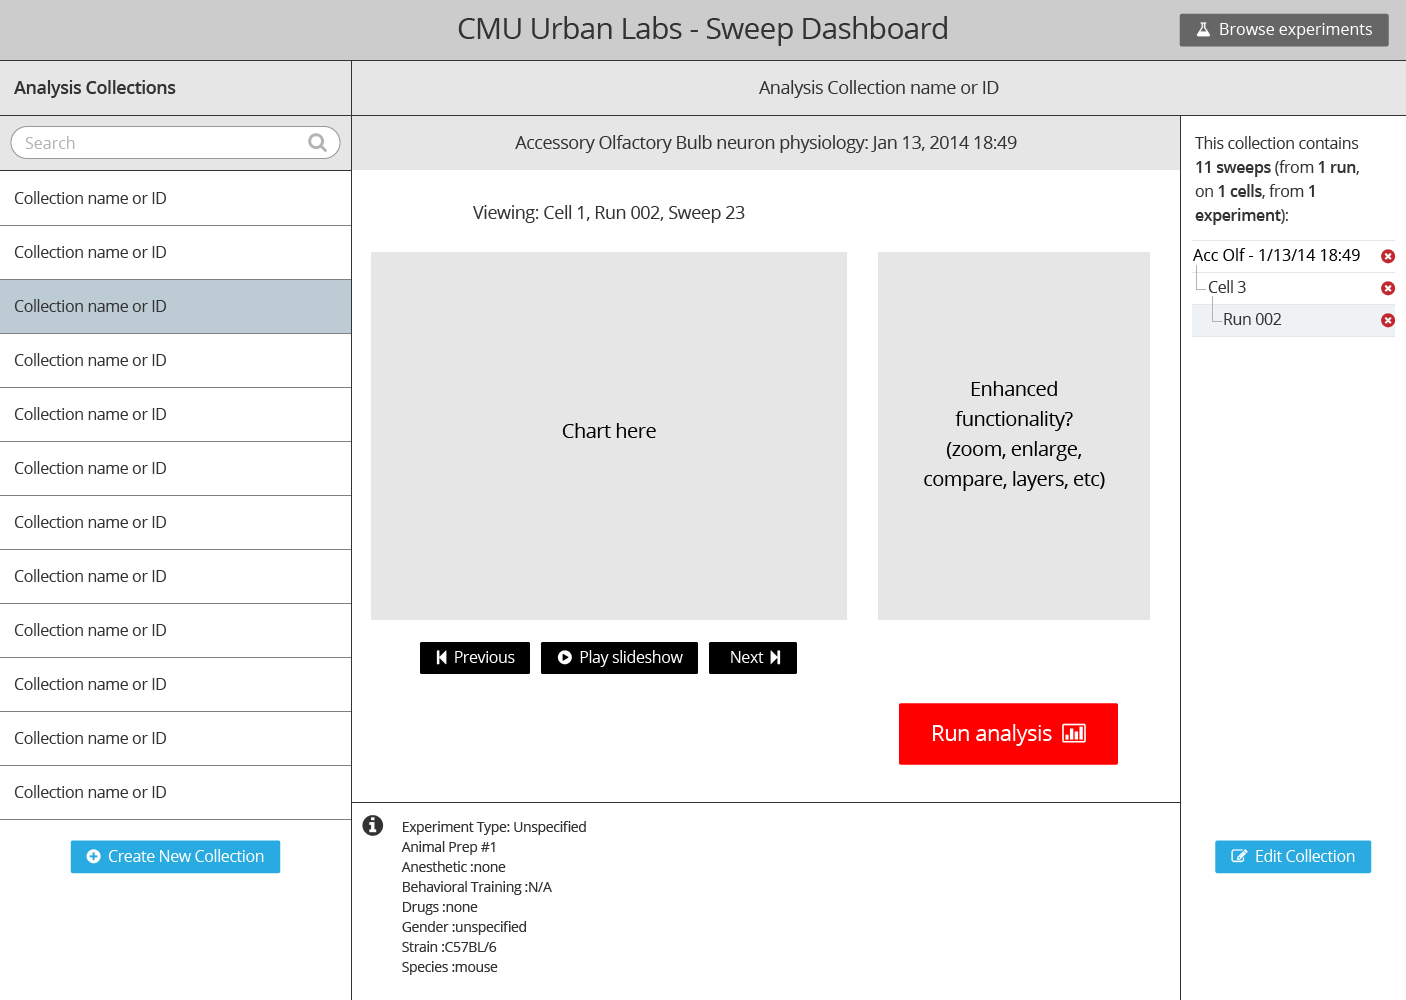 CMU Urban Labs - Sweep Dashboard
Browse experiments
Analysis Collections
Analysis Collection name or ID
Search
Collection name or ID
Collection name or ID
Collection name or ID
Collection name or ID
Collection name or ID
Collection name or ID
Collection name or ID
Collection name or ID
Collection name or ID
Collection name or ID
Collection name or ID
Collection name or ID
Create New Collection
Accessory Olfactory Bulb neuron physiology: Jan 13, 2014 18:49
Viewing: Cell 1, Run 002, Sweep 23
Chart here
Enhanced
functionality?
(zoom, enlarge,
compare, layers, etc)
Previous
Play slideshow
Next
Run analysis
Experiment Type: Unspecified
Animal Prep #1
Anesthetic :none
Behavioral Training :N/A
Drugs :none
Gender :unspecified
Strain :C57BL/6
Species :mouse
This collection contains
11 sweeps (from 1 run,
on 1 cells, from 1
experiment):
Acc Olf - 1/13/14 18:49
Cell 3
Run 002
Edit Collection